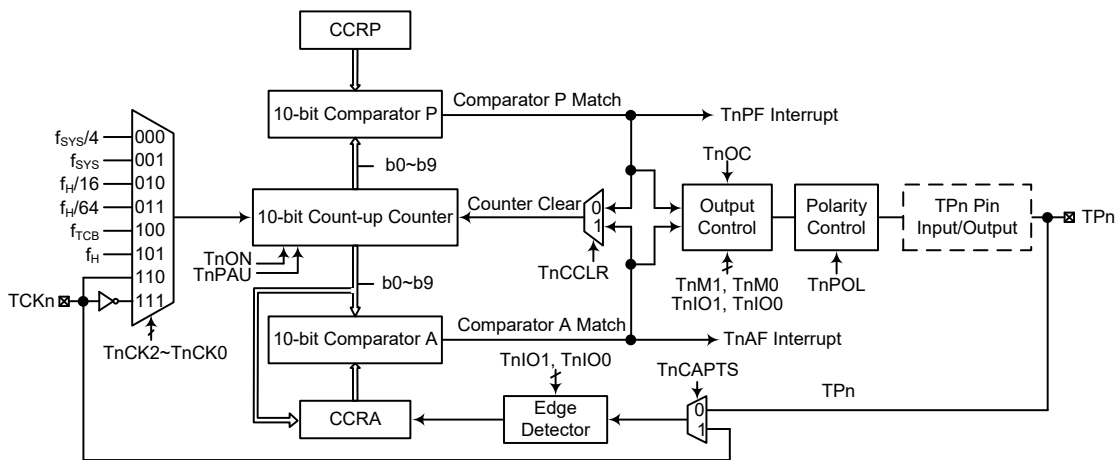 CCRP
10-bit Comparator P
Comparator P Match
TnPF Interrupt
fSYS/4
000
fSYS
001
fH/16
010
fH/64
011
fTCB
100
fH
101
110
111
TCKn
TnCK2~TnCK0
b0~b9
10-bit Count-up Counter
Counter Clear
0
1
TnCCLR
TnON
TnPAU
TnOC
Output
Control
TnM1, TnM0
TnIO1, TnIO0
Polarity
Control
TnPOL
TPn Pin
Input/Output
TPn
b0~b9
10-bit Comparator A
Comparator A Match
TnAF Interrupt
TnIO1, TnIO0
TnCAPTS
CCRA
Edge
Detector
0
1
TPn